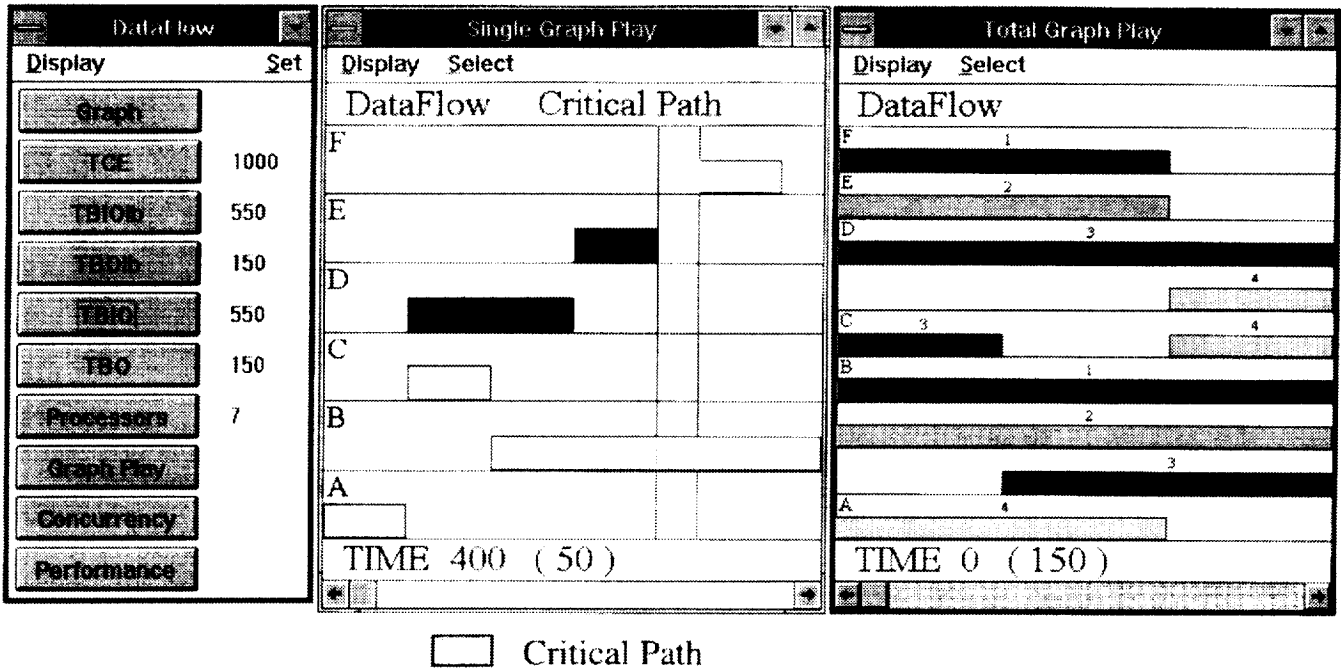 DataFlow
Display Set
Graph
TCE 1000
TBIOlb 550
TBOlb 150
TBIO 550
TBO 150
Processors 7
Graph Play
Concurrency
Performance
Single Graph Play
Display Select
DataFlow Critical Path
F
E
D
C
B
A
TIME 400 ( 50 )
Total Graph Play
Display Select
DataFlow
F 1
E 2
D 3
4
C 3 4
B 1
2
3
A 4
TIME 0 ( 150 )
Critical Path